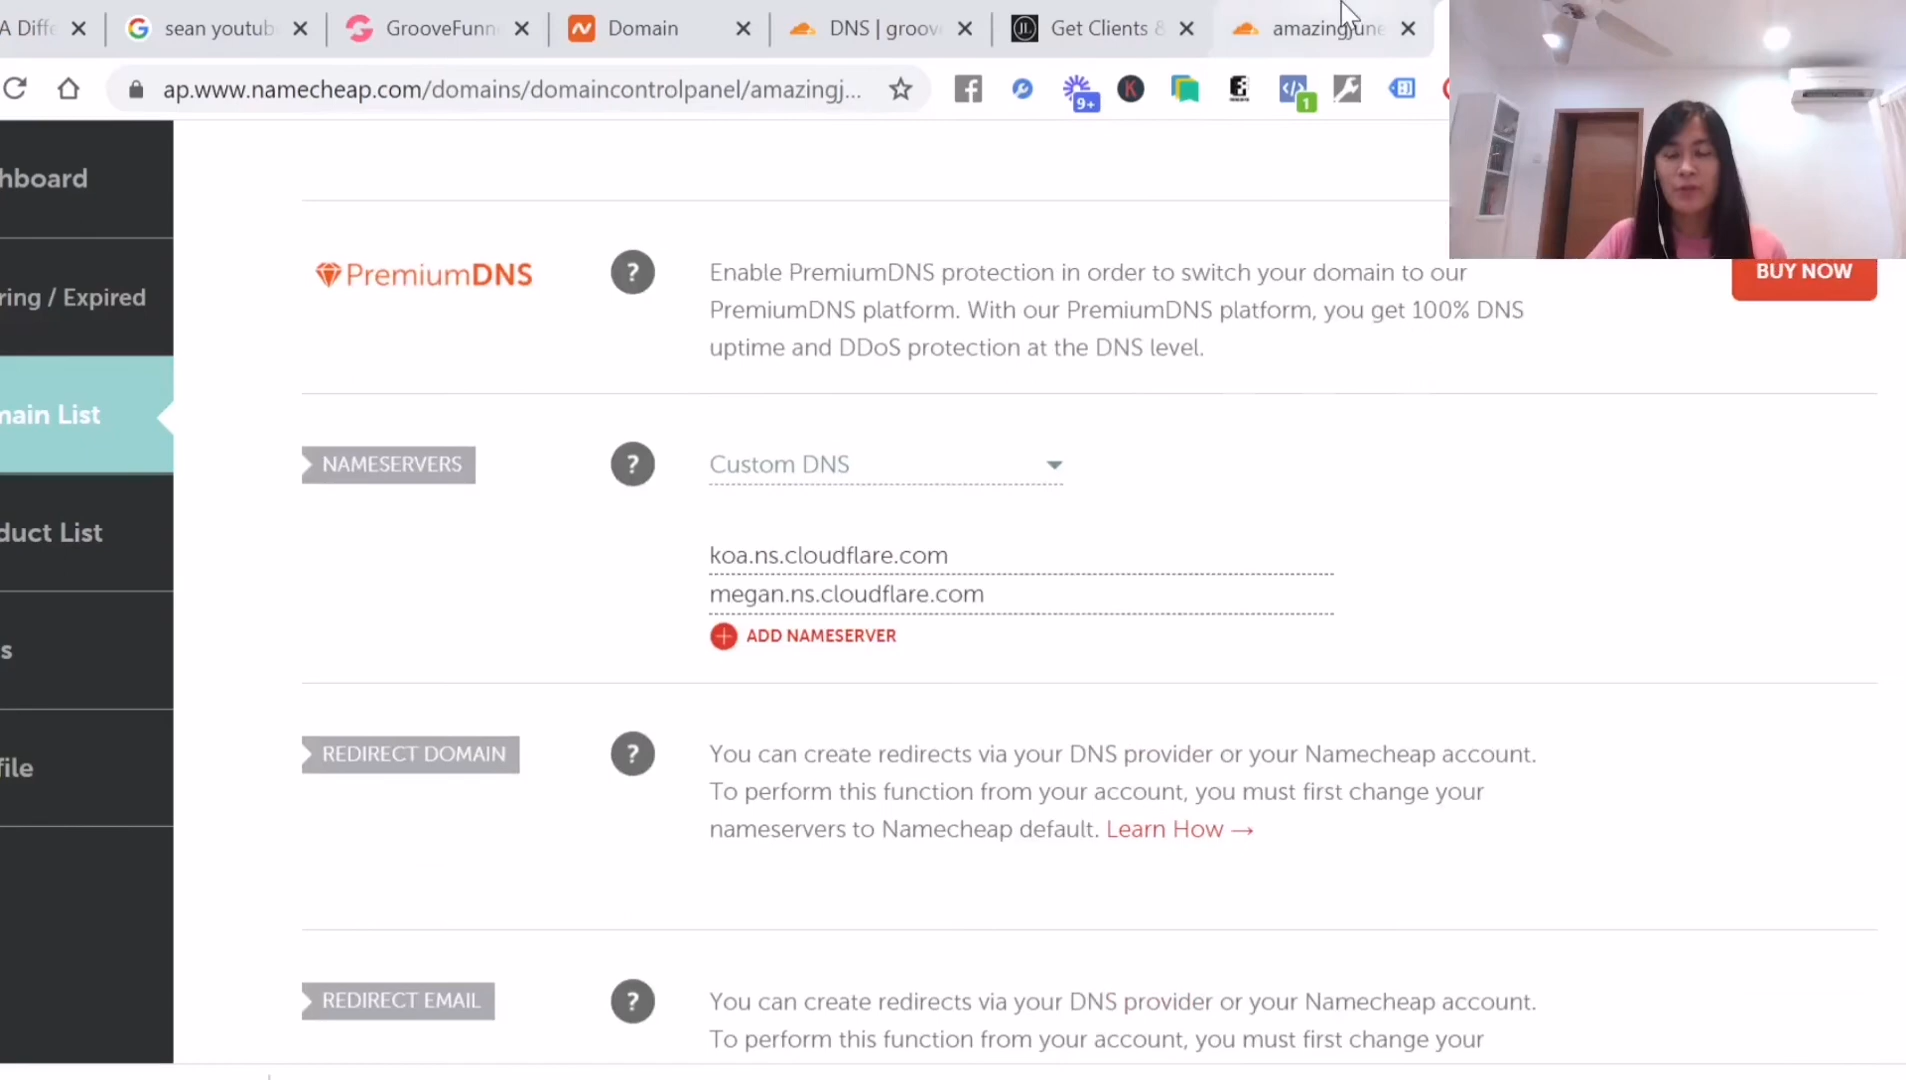 A Diffe
sean youtub
GrooveFunn
Domain
DNS | groov
Get Clients &
amazingfune
ap.www.namecheap.com/domains/domaincontrolpanel/amazingj...
9+
K
1
hboard
ring / Expired
main List
duct List
s
file
PremiumDNS
?
Enable PremiumDNS protection in order to switch your domain to our
PremiumDNS platform. With our PremiumDNS platform, you get 100% DNS
uptime and DDoS protection at the DNS level.
BUY NOW
NAMESERVERS
?
Custom DNS
koa.ns.cloudflare.com
megan.ns.cloudflare.com
ADD NAMESERVER
REDIRECT DOMAIN
?
You can create redirects via your DNS provider or your Namecheap account.
To perform this function from your account, you must first change your
nameservers to Namecheap default. Learn How →
REDIRECT EMAIL
?
You can create redirects via your DNS provider or your Namecheap account.
To perform this function from your account, you must first change your